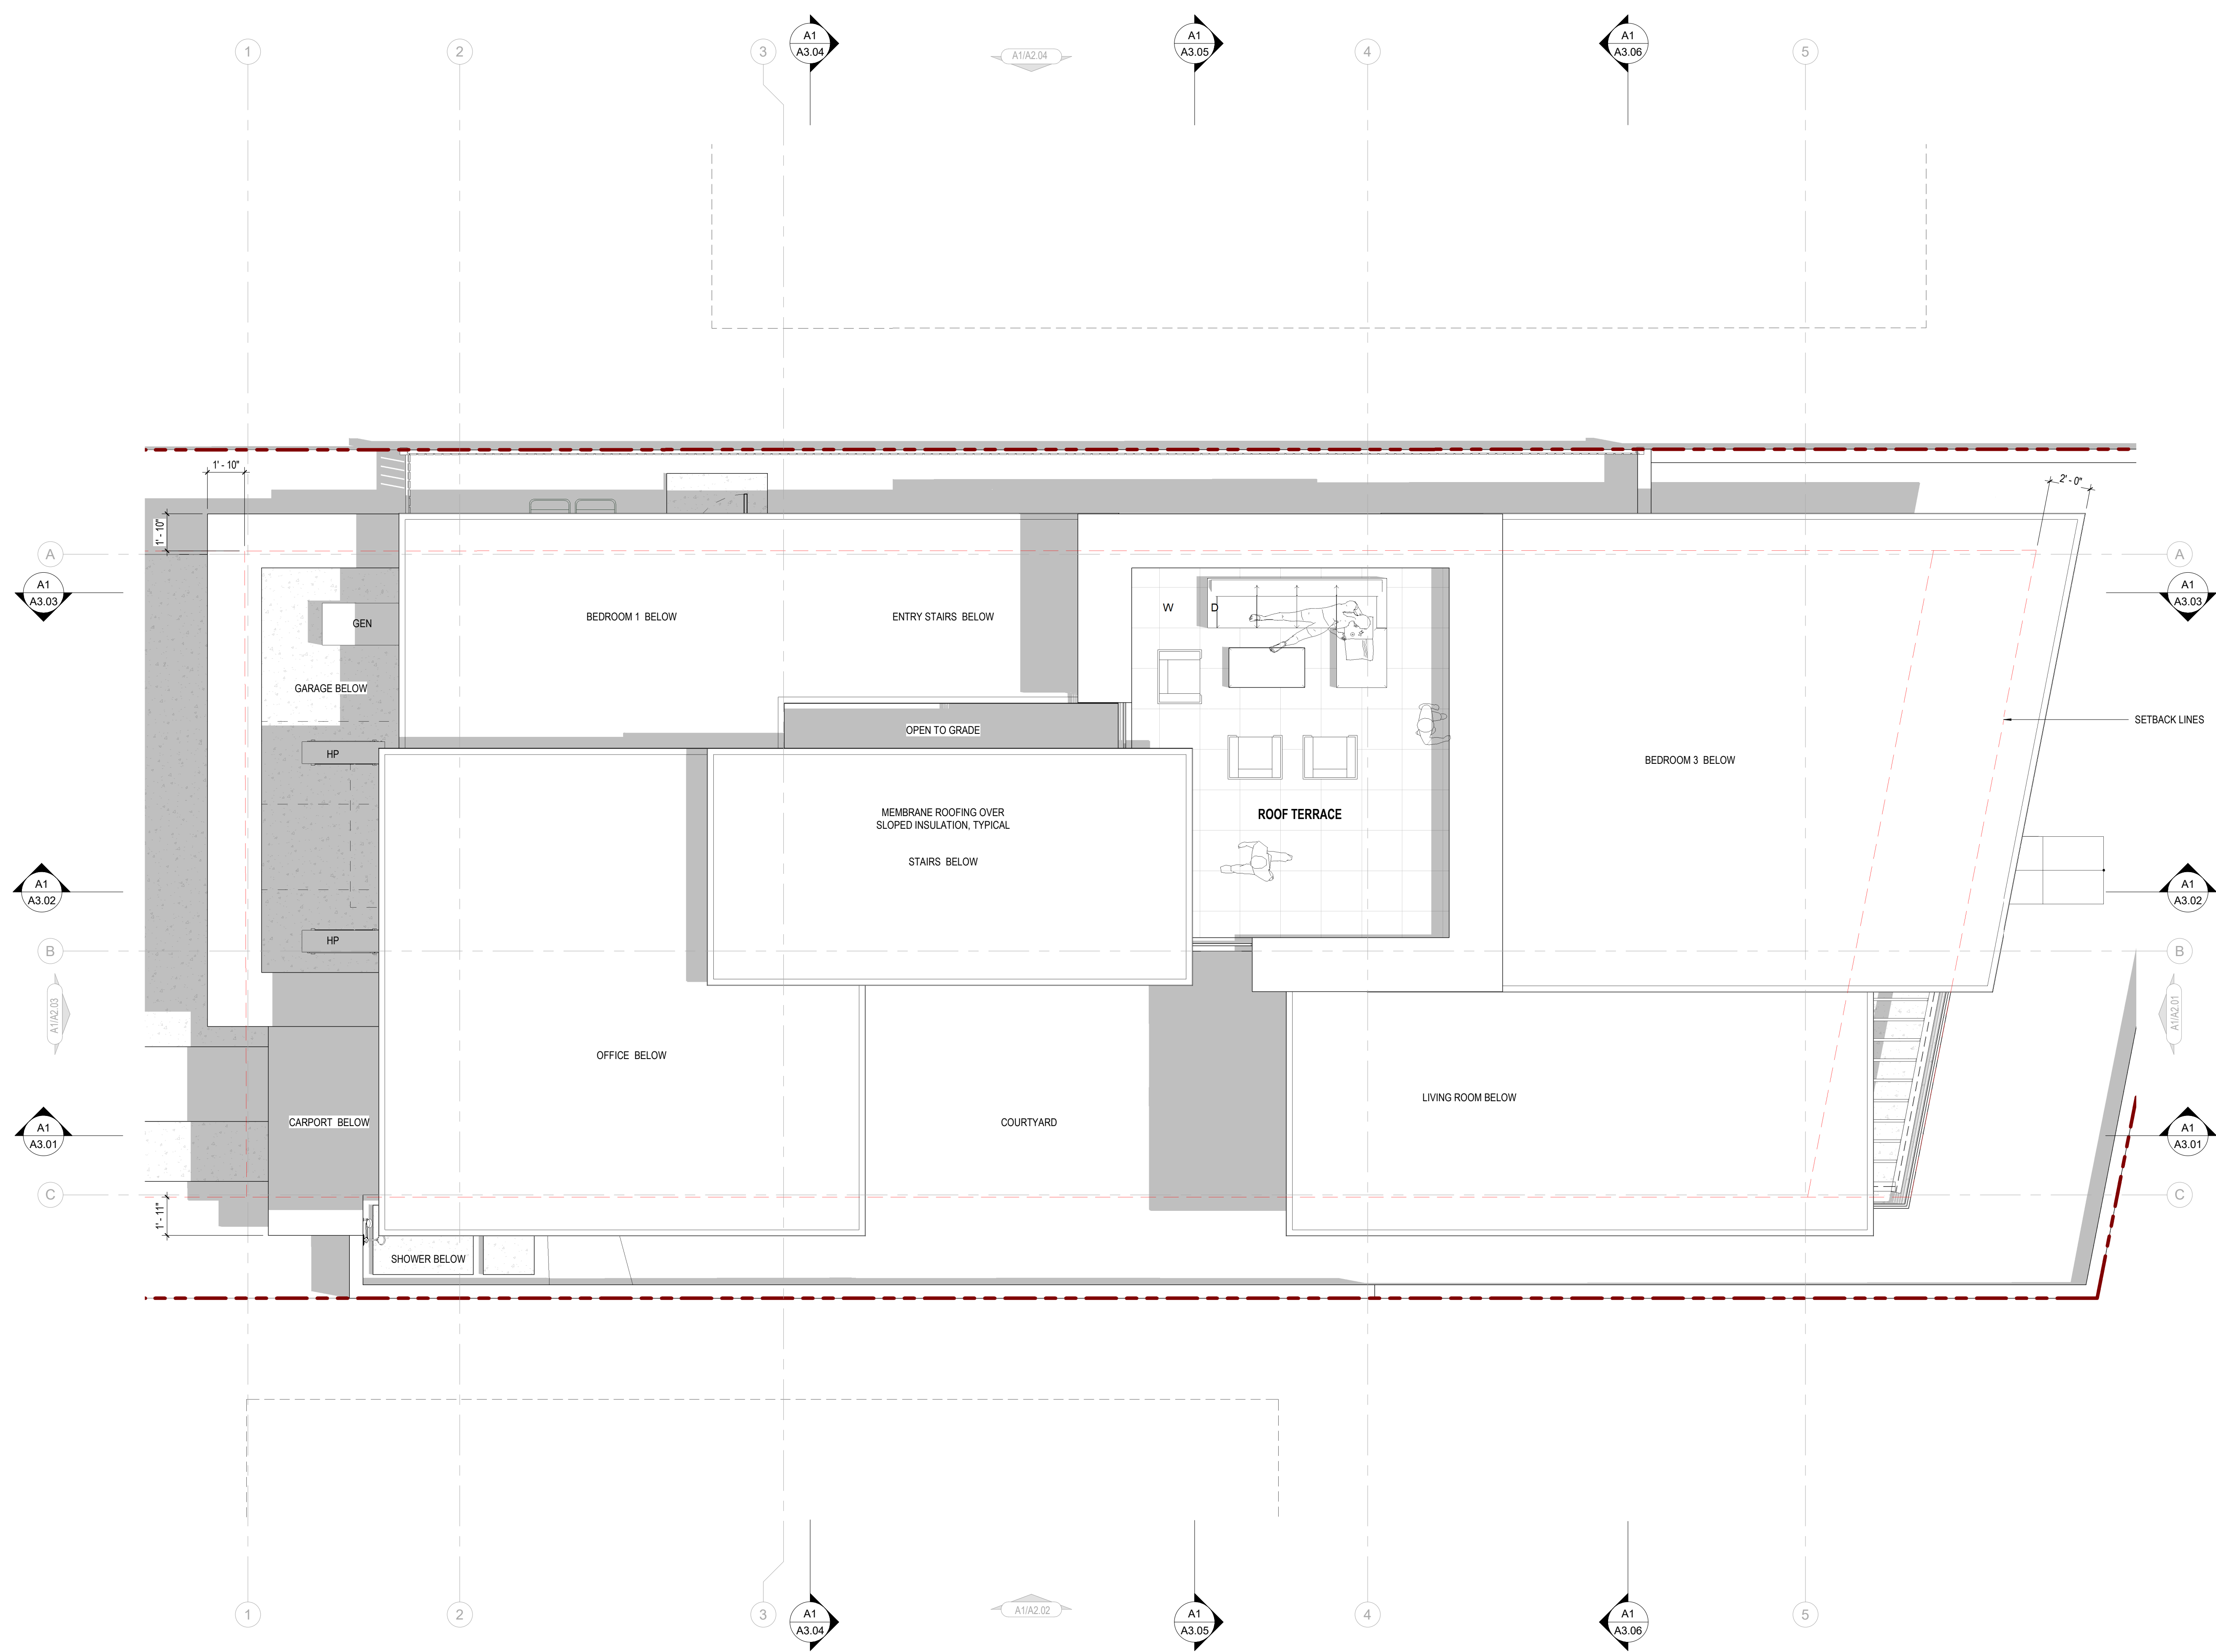 1
2
3
A1
A3.04
A1/A2.04
A1
A3.05
4
A1
A3.06
5
1' - 10"
2' - 0"
1' - 10"
A
A
A1
A3.03
A1
A3.03
W
D
GEN
BEDROOM 1 BELOW
ENTRY STAIRS BELOW
GARAGE BELOW
SETBACK LINES
OPEN TO GRADE
HP
BEDROOM 3 BELOW
MEMBRANE ROOFING OVER
SLOPED INSULATION, TYPICAL
ROOF TERRACE
STAIRS BELOW
A1
A3.02
A1
A3.02
HP
B
B
A1/A2.03
A1/A2.01
OFFICE BELOW
LIVING ROOM BELOW
CARPORT BELOW
COURTYARD
A1
A3.01
A1
A3.01
C
C
1' - 11"
SHOWER BELOW
1
2
3
A1
A3.04
A1/A2.02
A1
A3.05
4
A1
A3.06
5